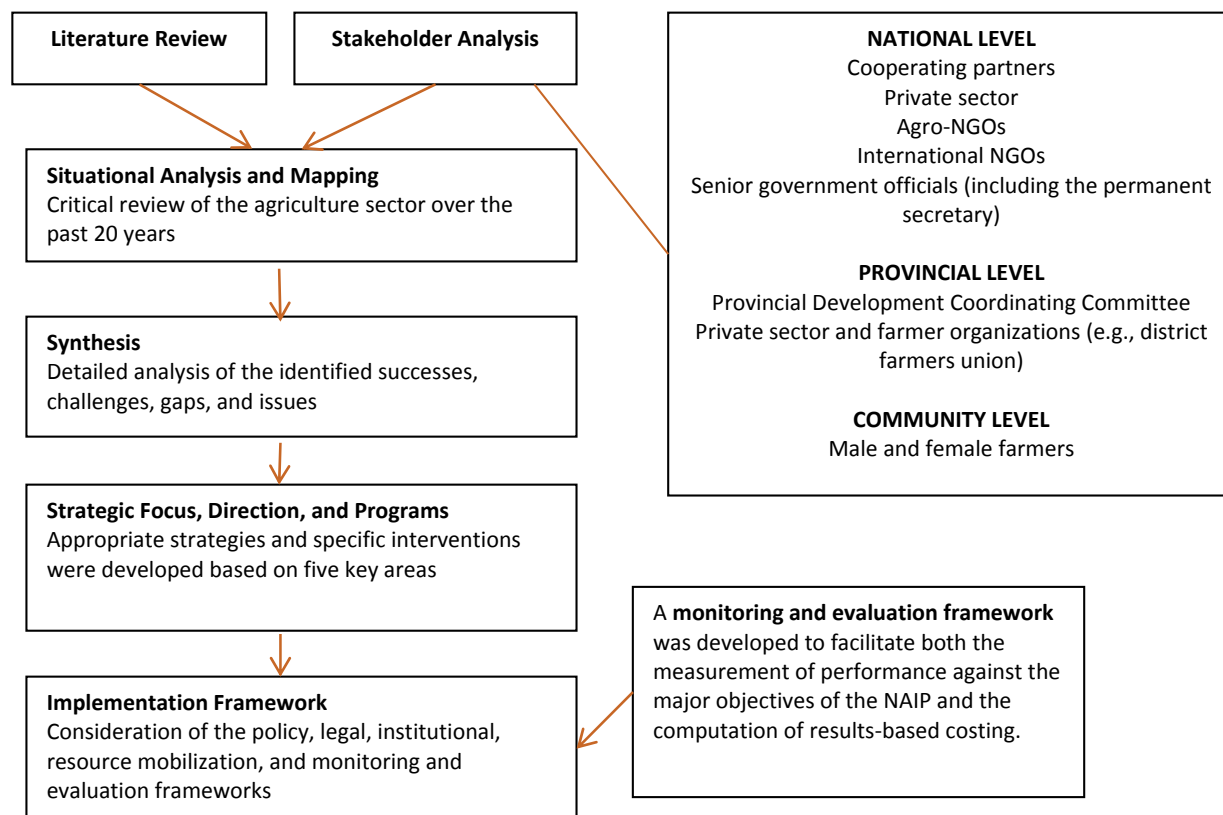 Literature Review
Stakeholder Analysis
NATIONAL LEVEL
Cooperating partners
Private sector
Agro-NGOs
International NGOs
Senior government officials (including the permanent
secretary)
PROVINCIAL LEVEL
Provincial Development Coordinating Committee
Private sector and farmer organizations (e.g., district
farmers union)
COMMUNITY LEVEL
Male and female farmers
Situational Analysis and Mapping
Critical review of the agriculture sector over the
past 20 years
Synthesis
Detailed analysis of the identified successes,
challenges, gaps, and issues
Strategic Focus, Direction, and Programs
Appropriate strategies and specific interventions
were developed based on five key areas
Implementation Framework
Consideration of the policy, legal, institutional,
resource mobilization, and monitoring and
evaluation frameworks
A monitoring and evaluation framework
was developed to facilitate both the
measurement of performance against the
major objectives of the NAIP and the
computation of results-based costing.